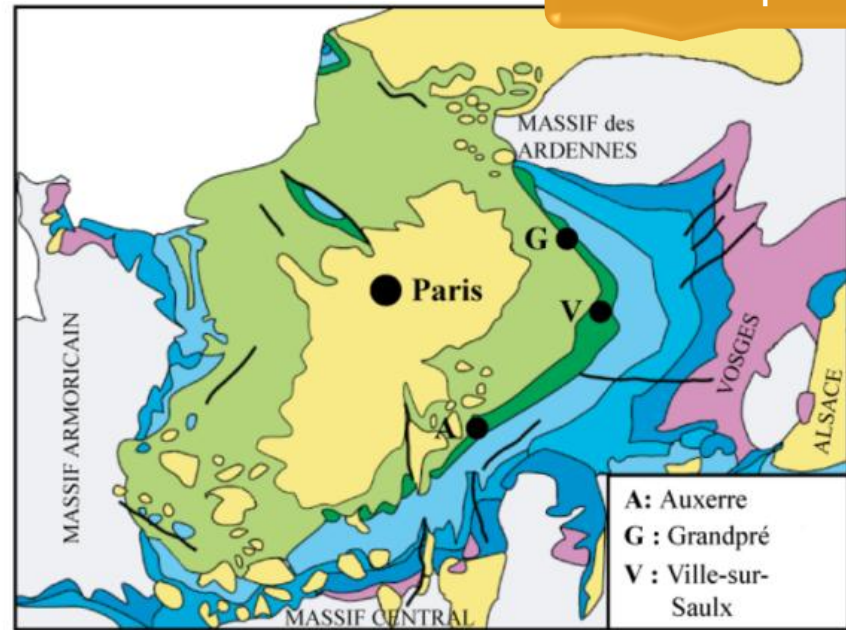 MASSIF des
ARDENNES
G
Paris
V
VOSGES
ALSACE
A
MASSIF ARMORICAIN
MASSIF CENTRAL
A: Auxerre
G : Grandpré
V : Ville-sur-
Saulx